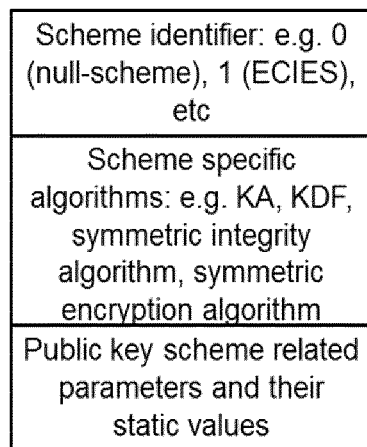 Scheme identifier: e.g. 0
(null-scheme), 1 (ECIES),
etc
Scheme specific
algorithms: e.g. KA, KDF,
symmetric integrity
algorithm, symmetric
encryption algorithm
Public key scheme related
parameters and their
static values